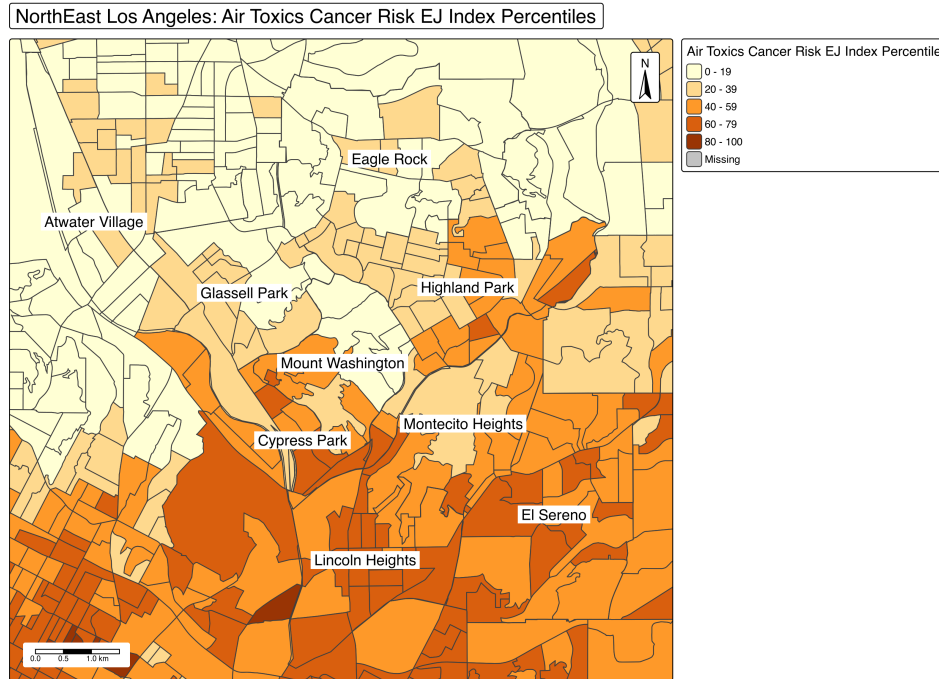 NorthEast Los Angeles: Air Toxics Cancer Risk EJ Index Percentiles
Air Toxics Cancer Risk EJ Index Percentile
0 - 19
20 - 39
40 - 59
60 - 79
80 - 100
Missing
N
Eagle Rock
Atwater Village
Highland Park
Glassell Park
Mount Washington
Montecito Heights
Cypress Park
El Sereno
Lincoln Heights
0.0 0.5 1.0 km